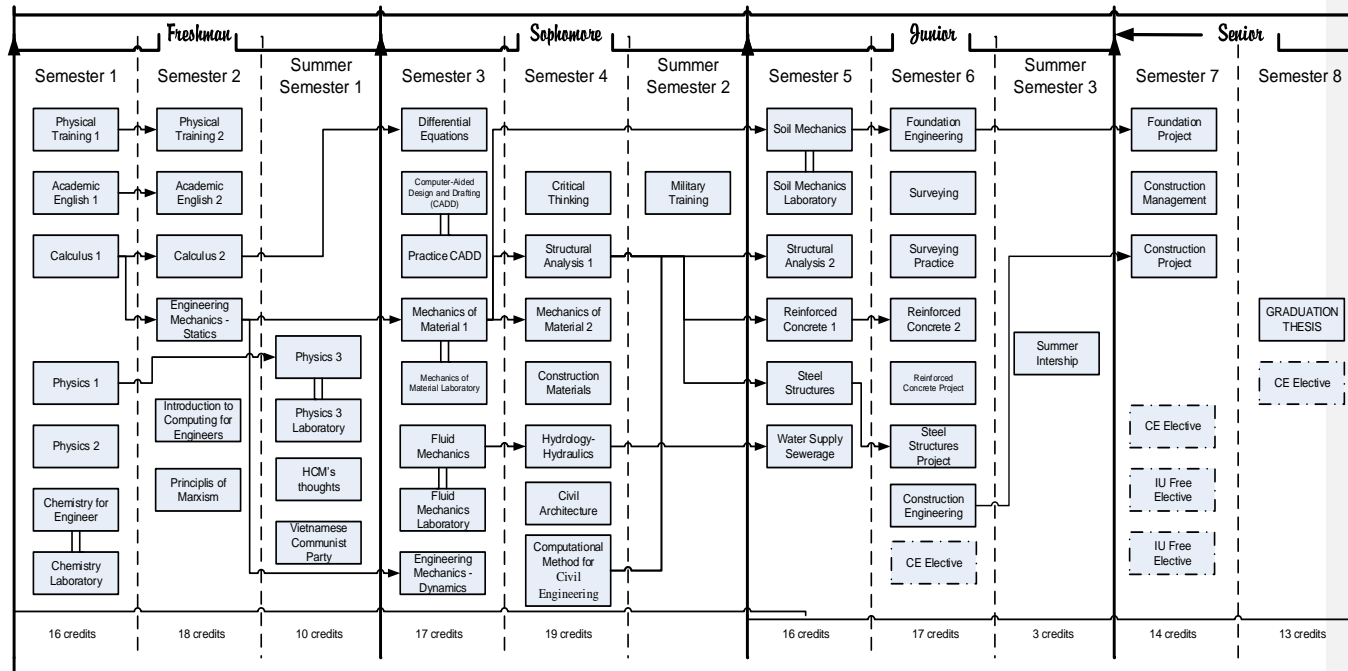 Freshman
Sophomore
Junior
Senior
Semester 1
Semester 2
Summer
Semester 1
Semester 3
Semester 4
Summer
Semester 2
Semester 5
Semester 6
Summer
Semester 3
Semester 7
Semester 8
Physical
Training 1
Academic
English 1
Calculus 1
Physics 1
Physics 2
Chemistry for
Engineer
Chemistry
Laboratory
Physical
Training 2
Academic
English 2
Calculus 2
Engineering
Mechanics -
Statics
Introduction to
Computing for
Engineers
Principlis of
Marxism
Physics 3
Physics 3
Laboratory
HCM's
thoughts
Vietnamese
Communist
Party
Differential
Equations
Computer-Aided
Design and Drafting
(CADD)
Practice CADD
Mechanics of
Material 1
Mechanics of
Material Laboratory
Fluid
Mechanics
Fluid
Mechanics
Laboratory
Engineering
Mechanics -
Dynamics
Critical
Thinking
Structural
Analysis 1
Mechanics of
Material 2
Construction
Materials
Hydrology-
Hydraulics
Civil
Architecture
Computational
Method for
Civil
Engineering
Military
Training
Soil Mechanics
Soil Mechanics
Laboratory
Structural
Analysis 2
Reinforced
Concrete 1
Steel
Structures
Water Supply
Sewerage
Foundation
Engineering
Surveying
Surveying
Practice
Reinforced
Concrete 2
Reinforced
Concrete Project
Steel
Structures
Project
Construction
Engineering
CE Elective
Summer
Intership
Foundation
Project
Construction
Management
Construction
Project
CE Elective
IU Free
Elective
IU Free
Elective
GRADUATION
THESIS
CE Elective
16 credits
18 credits
10 credits
17 credits
19 credits
16 credits
17 credits
3 credits
14 credits
13 credits